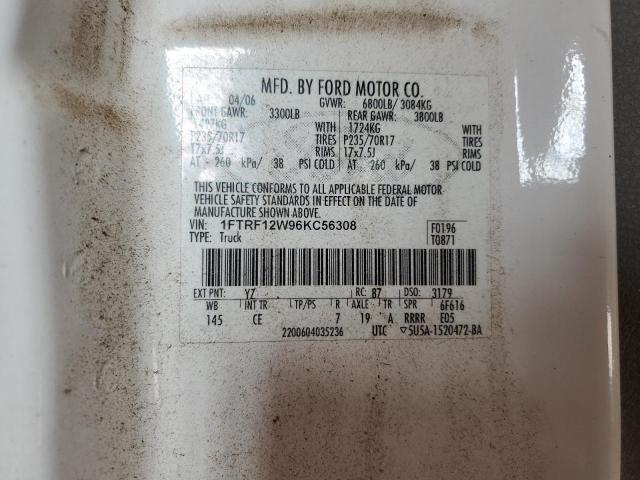 MFD. BY FORD MOTOR CO.
04/06 GVWR: 6800LB/ 3084KG
FRONT GAWR: 3300LB REAR GAWR: 3800LB
1497KG WITH 1724KG WITH
P235/70R17 TIRES P235/70R17 TIRES
17x7.5J RIMS 17x7.5J RIMS
AT 260 kPa/ 38 PSI COLD AT 260 kPa/ 38 PSI COLD
THIS VEHICLE CONFORMS TO ALL APPLICABLE FEDERAL MOTOR
VEHICLE SAFETY STANDARDS IN EFFECT ON THE DATE OF
MANUFACTURE SHOWN ABOVE.
VIN: 1FTRF12W96KC56308 F0196
TYPE: Truck T0871
EXT PNT: YZ RC: 87 DSO: 3179
WB INT TR TP/PS R AXLE TR SPR 6F616
145 CE 7 19 A RRRR E05
2200604035236 UTC ▽5U5A-1520472-BA